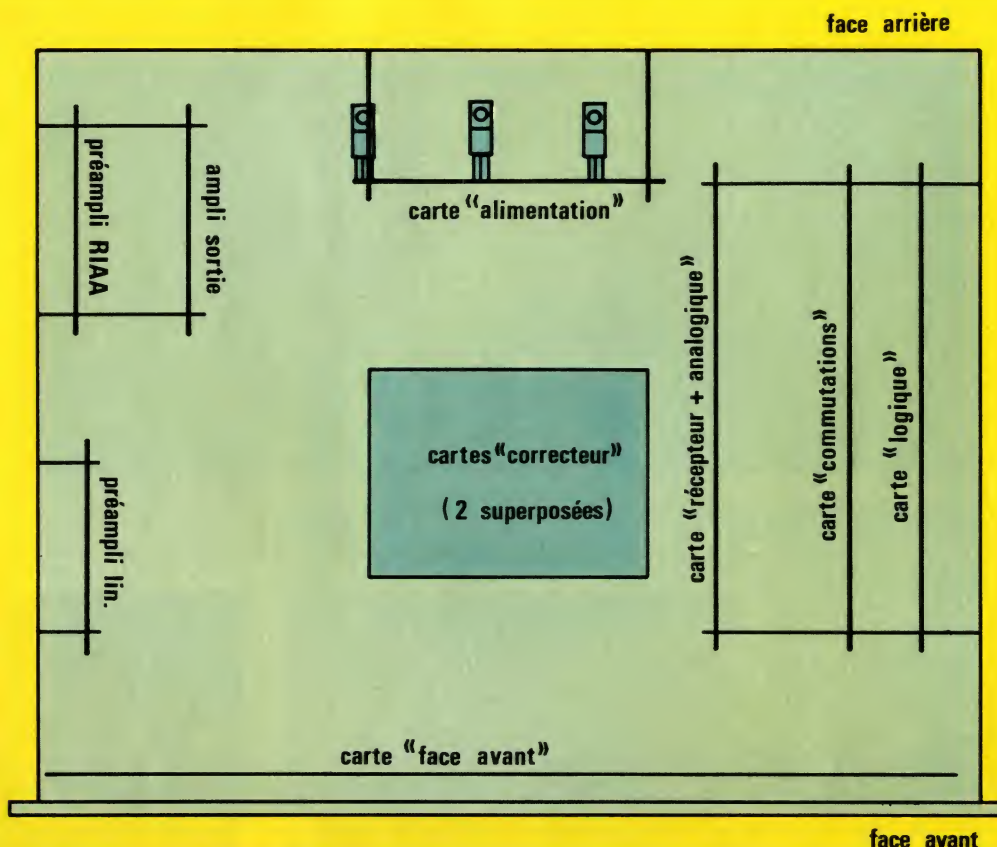 face arrière
préampli RIAA
ampli sortie
carte "alimentation"
préampli lin.
cartes "correcteur"
(2 superposées)
carte "récepteur + analogique"
carte "commutations"
carte "logique"
carte "face avant"
face avant